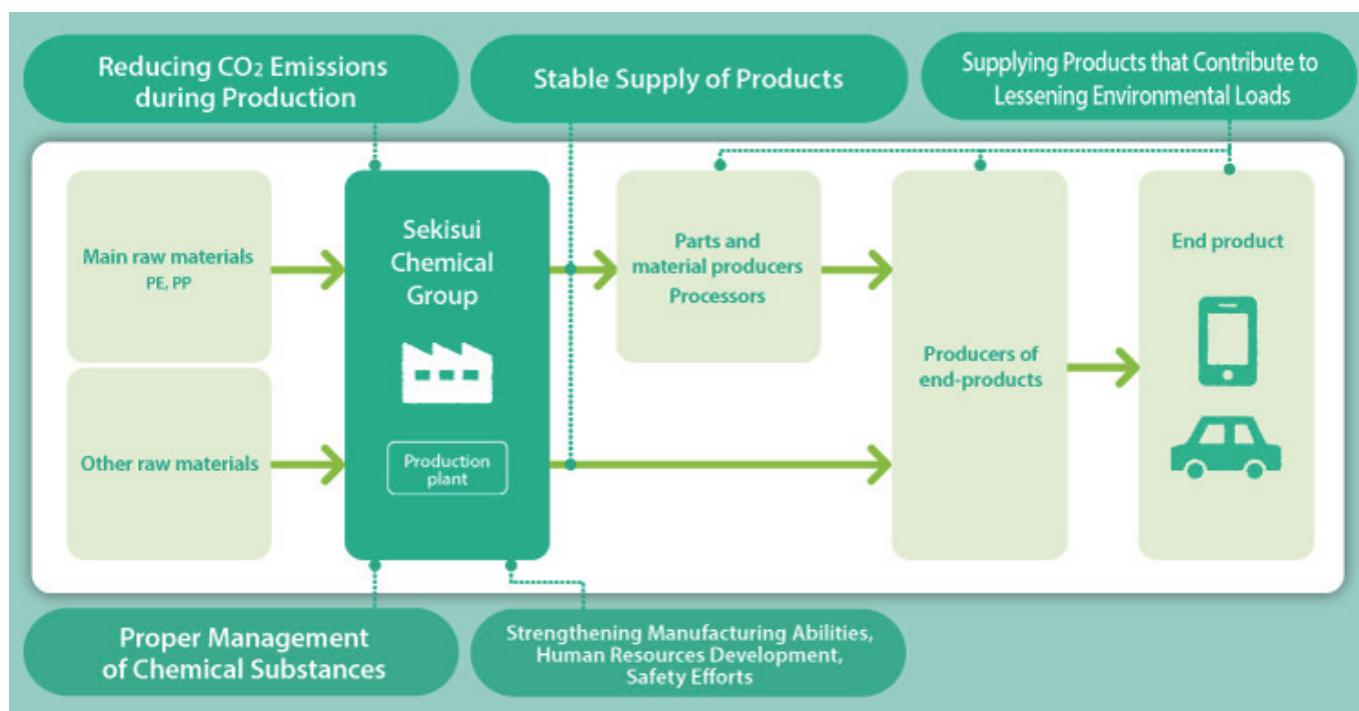 Reducing CO2 Emissions
during Production
Stable Supply of Products
Supplying Products that Contribute to
Lessening Environmental Loads
Main raw materials
PE, PP
Other raw materials
Sekisui
Chemical
Group
Production
plant
Parts and
material producers
Processors
Producers of
end-products
End product
Proper Management
of Chemical Substances
Strengthening Manufacturing Abilities,
Human Resources Development,
Safety Efforts